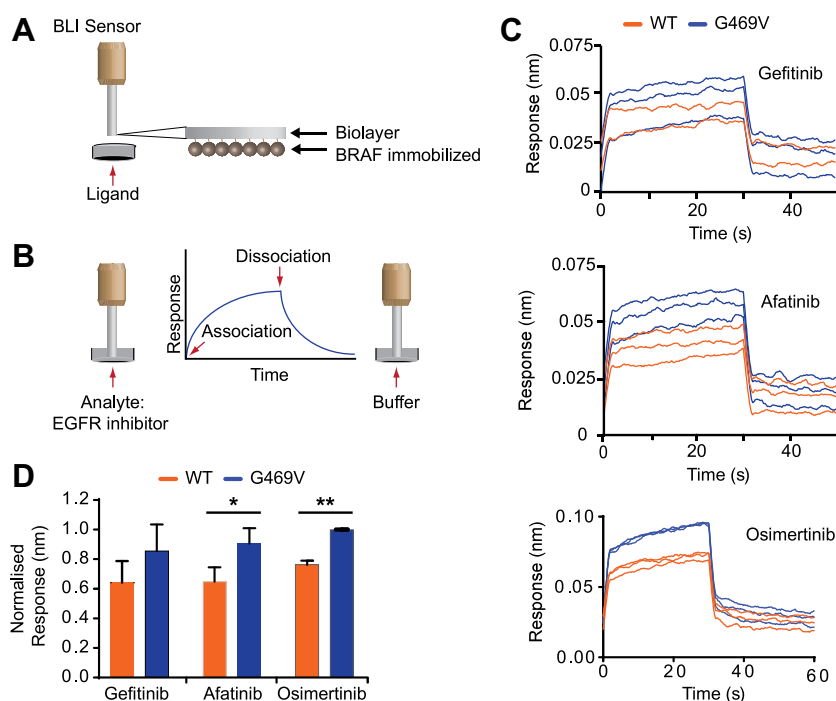 A
BLI Sensor
Biolayer
BRAF immobilized
Ligand
B
Dissociation
Response
Association
Time
Analyte:
EGFR inhibitor
Buffer
C
WT
G469V
0.075
Gefitinib
Response (nm)
0.05
0.025
0
0
20
40
Time (s)
0.075
Afatinib
Response (nm)
0.05
0.025
0
0
20
40
Time (s)
0.10
Osimertinib
Response (nm)
0.05
0.00
0
20
40
60
Time (s)
D
WT
G469V
1.2
*
**
1.0
0.8
0.6
0.4
0.2
0.0
Normalised
Response (nm)
Gefitinib
Afatinib
Osimertinib